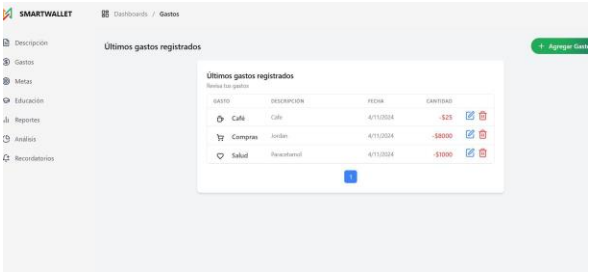 SMARTWALLET
Dashboards / Gastos
Descripción
Gastos
Metas
Educación
Reportes
Análisis
Recordatorios
Últimos gastos registrados
+ Agregar Gasto
Últimos gastos registrados
Revisa tus gastos
GASTO DESCRIPCIÓN FECHA CANTIDAD
Café Cafe 4/11/2024 -$25
Compras Jordan 4/11/2024 -$8000
Salud Paracetamol 4/11/2024 -$1000
1